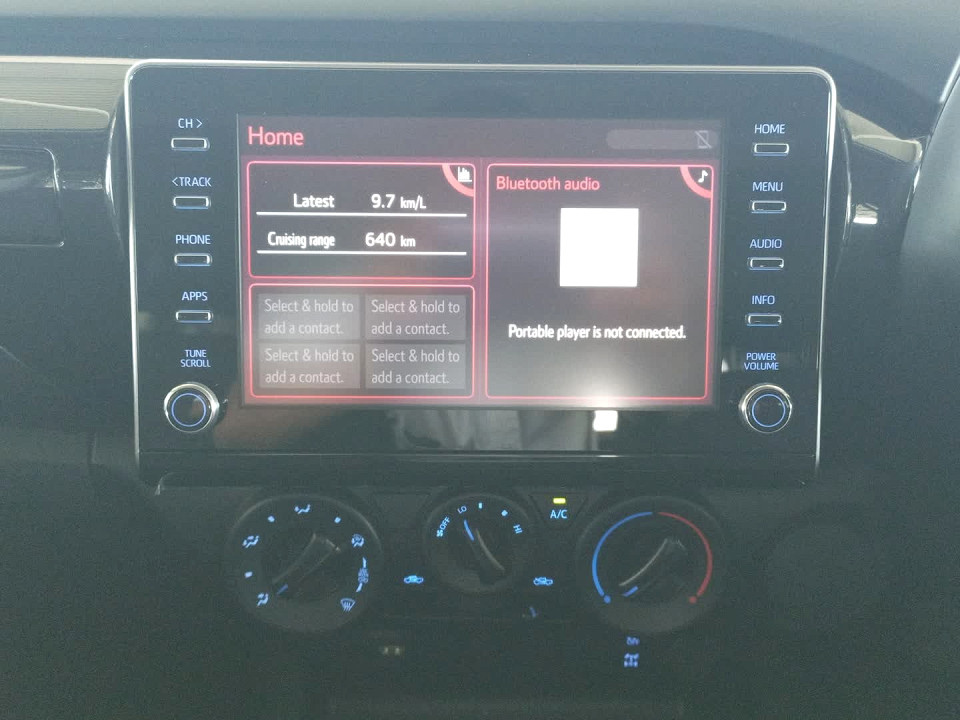 CH >
<TRACK
PHONE
APPS
TUNE
SCROLL
Home
Latest 9.7 km/L
Cruising range 640 km
Select & hold to
add a contact.
Select & hold to
add a contact.
Select & hold to
add a contact.
Select & hold to
add a contact.
Bluetooth audio
Portable player is not connected.
HOME
MENU
AUDIO
INFO
POWER
VOLUME
OFF
LO
HI
A/C